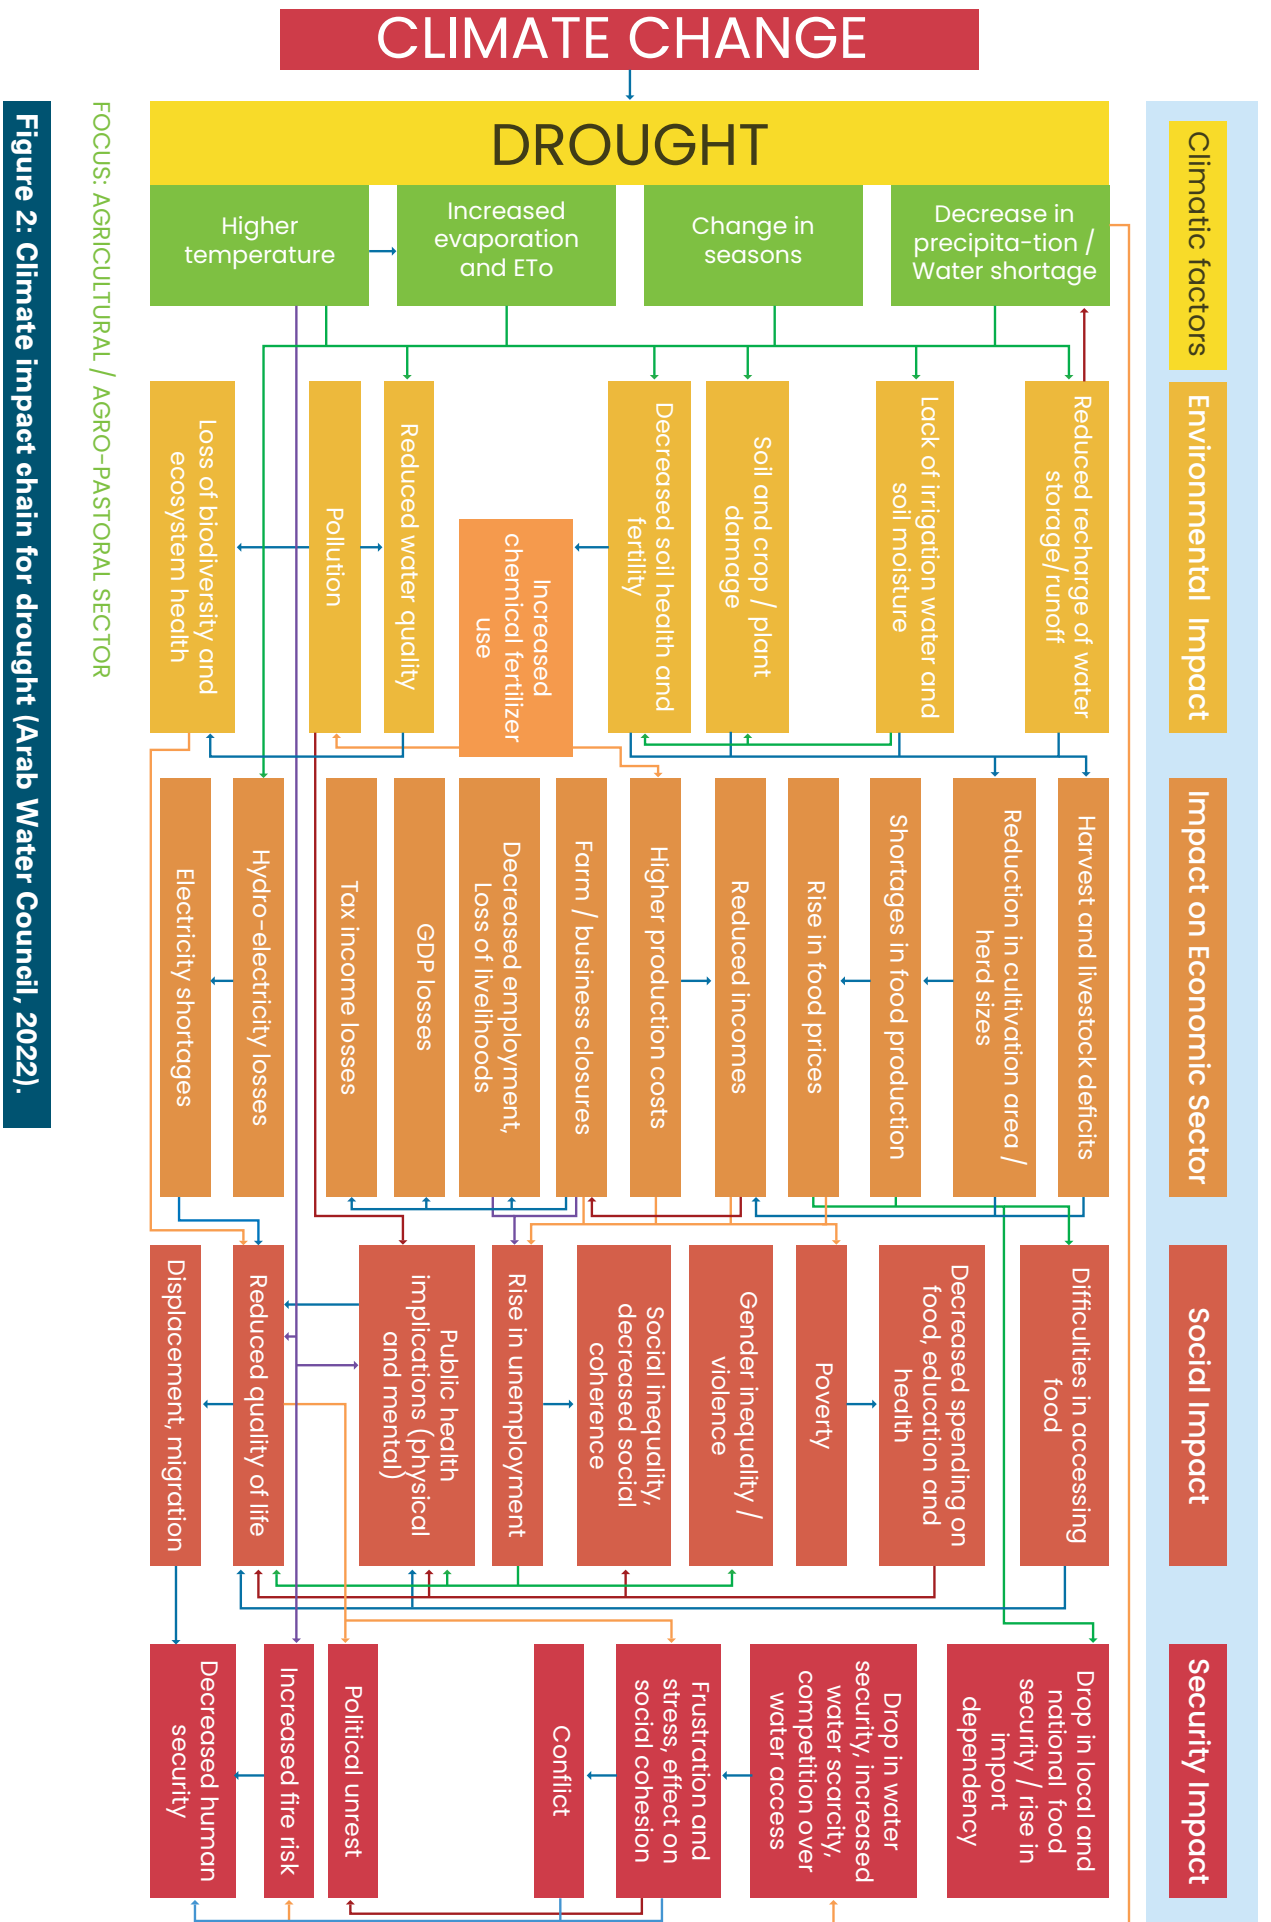 CLIMATE CHANGE
DROUGHT
Higher
temperature
Increased
evaporation
and ETo
Change in
seasons
Decrease in
precipita-tion /
Water shortage
Climatic factors
Environmental Impact
Reduced recharge of water
storage/runoff
Lack of irrigation water and
soil moisture
Soil and crop / plant
damage
Decreased soil health and
fertility
Increased
chemical fertilizer
use
Reduced water quality
Pollution
Loss of biodiversity and
ecosystem health
Impact on Economic Sector
Harvest and livestock deficits
Reduction in cultivation area /
herd sizes
Shortages in food production
Rise in food prices
Reduced incomes
Higher production costs
Farm / business closures
Decreased employment,
Loss of livelihoods
GDP losses
Tax income losses
Hydro-electricity losses
Electricity shortages
Social Impact
Difficulties in accessing
food
Decreased spending on
food, education and
health
Poverty
Gender inequality /
violence
Social inequality,
decreased social
coherence
Rise in unemployment
Public health
implications (physical
and mental)
Reduced quality of life
Displacement, migration
Security Impact
Drop in local and
national food
security / rise in
import
dependency
Drop in water
security, increased
water scarcity,
competition over
water access
Frustration and
stress, effect on
social cohesion
Conflict
Political unrest
Increased fire risk
Decreased human
security
FOCUS: AGRICULTURAL / AGRO-PASTORAL SECTOR
Figure 2: Climate impact chain for drought (Arab Water Council, 2022).